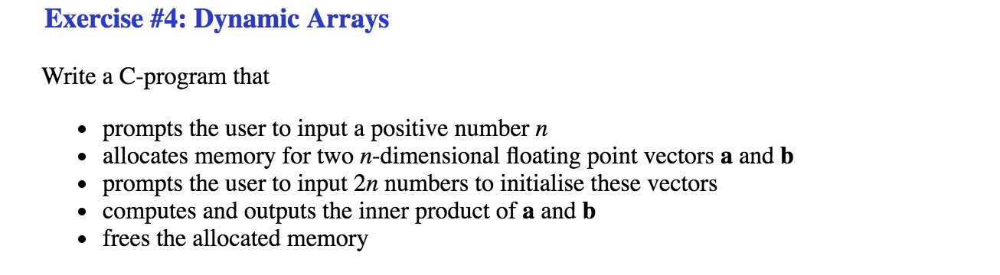 Exercise #4: Dynamic Arrays
Write a C-program that
• prompts the user to input a positive number n
• allocates memory for two n-dimensional floating point vectors a and b
• prompts the user to input 2n numbers to initialise these vectors
• computes and outputs the inner product of a and b
• frees the allocated memory